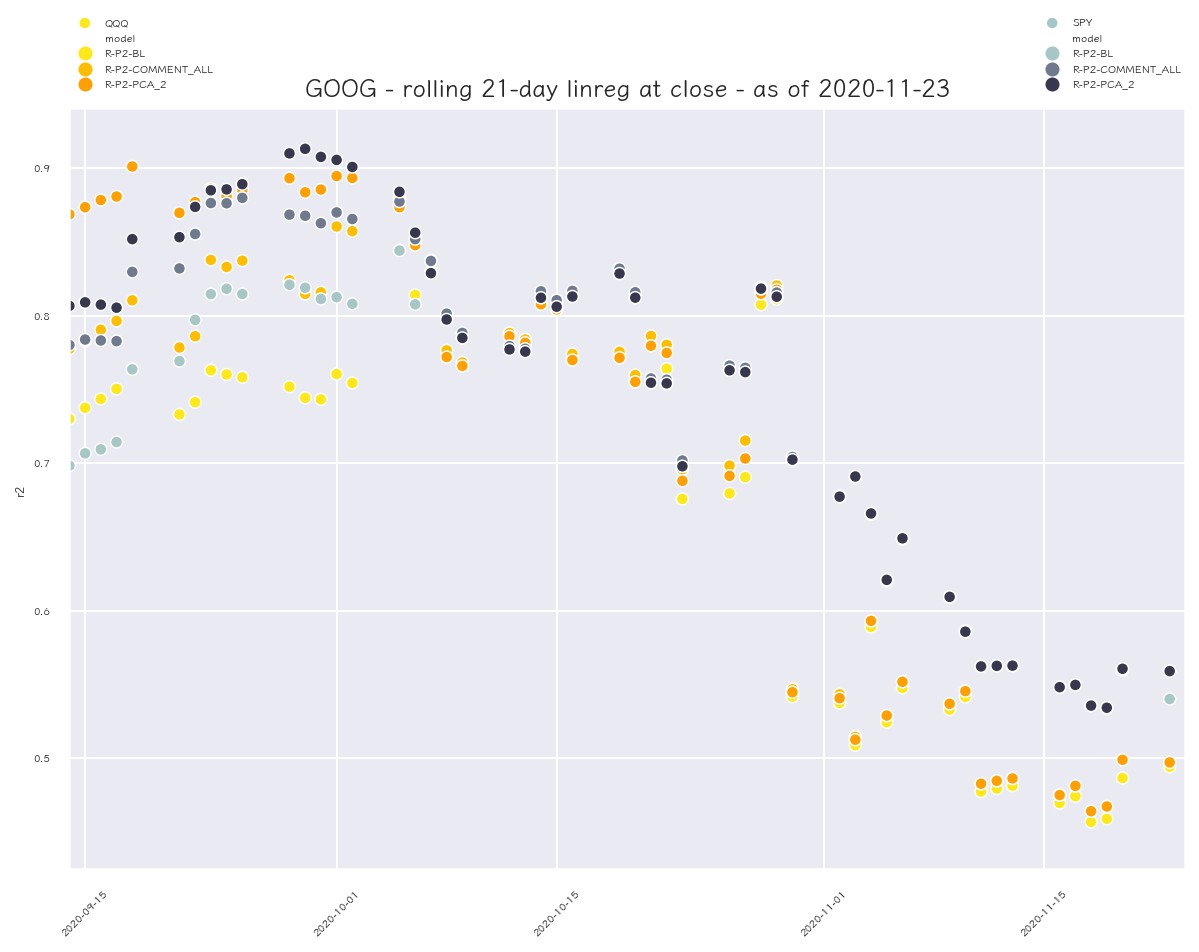 QQQ
model
R-P2-BL
R-P2-COMMENT_ALL
R-P2-PCA_2
SPY
model
R-P2-BL
R-P2-COMMENT_ALL
R-P2-PCA_2
GOOG - rolling 21-day linreg at close - as of 2020-11-23
0.9
0.8
0.7
r2
0.6
0.5
2020-09-15
2020-10-01
2020-10-15
2020-11-01
2020-11-15